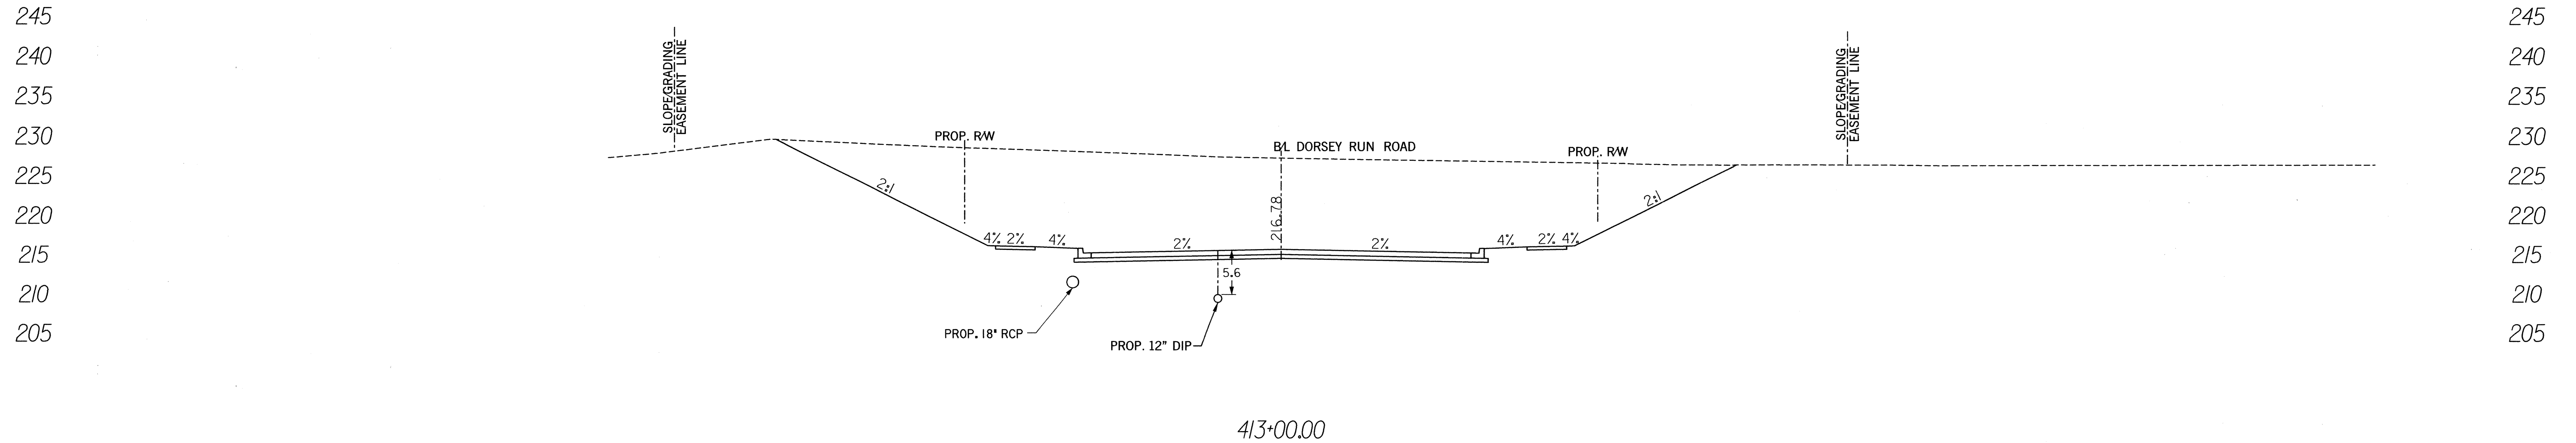 245
245
SLOPE/GRADING
EASEMENT LINE
SLOPE/GRADING
EASEMENT LINE
240
240
235
235
230
PROP. R/W
B/L DORSEY RUN ROAD
PROP. R/W
230
225
2:1
2:1
225
220
216.78
220
4% 2% 4%
2%
2%
4% 2% 4%
215
215
5.6
210
210
205
PROP. 18" RCP
PROP. 12" DIP
205
413+00.00